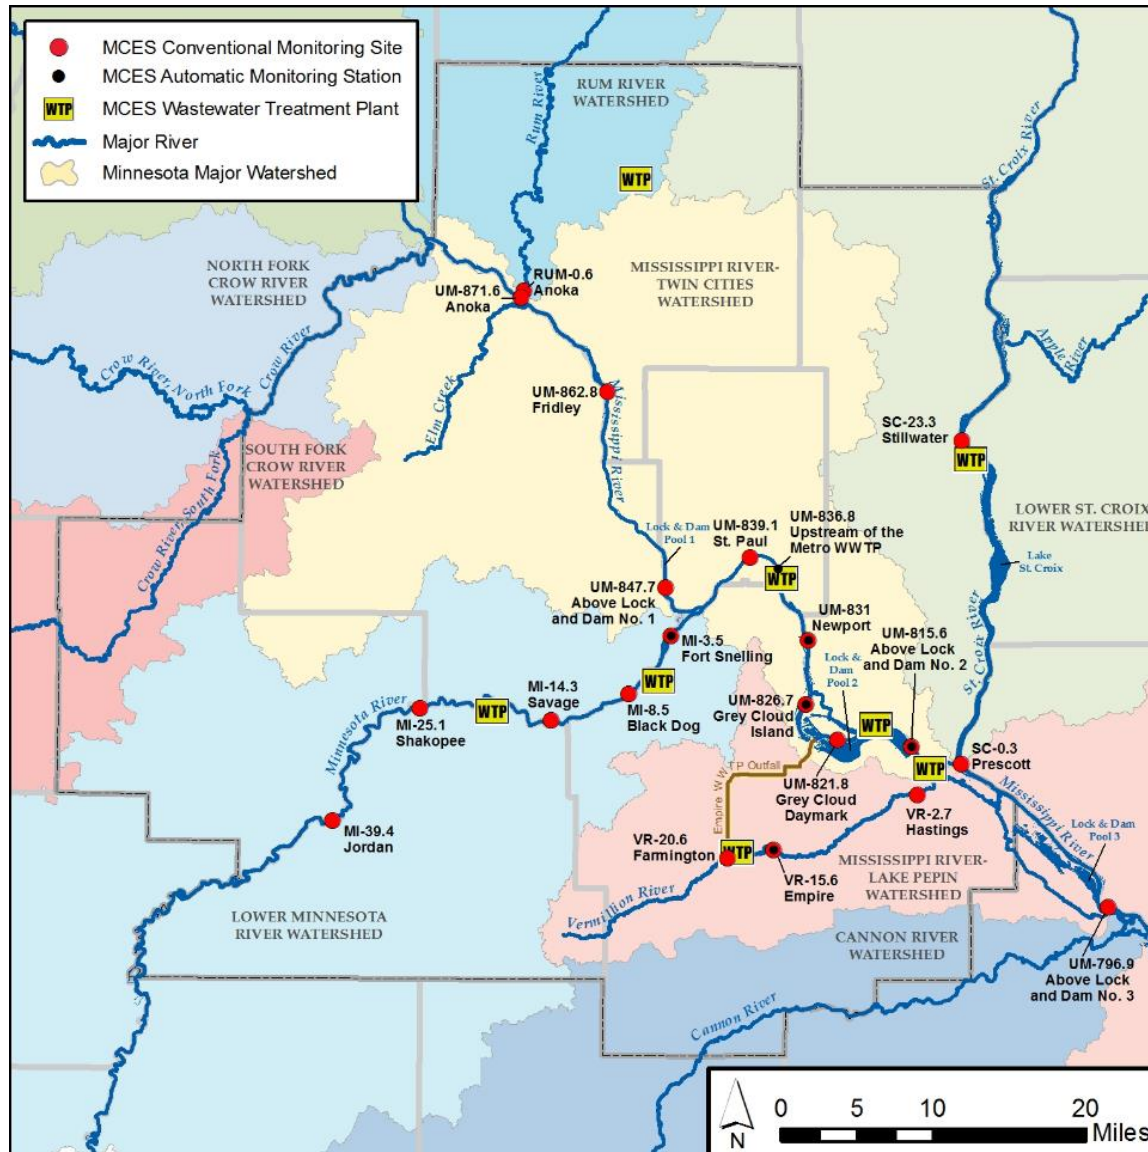 MCES Conventional Monitoring Site
MCES Automatic Monitoring Station
WTP MCES Wastewater Treatment Plant
Major River
Minnesota Major Watershed
RUM RIVER
WATERSHED
Rum River
WTP
St. Croix River
NORTH FORK
CROW RIVER
WATERSHED
RUM-0.6
Anoka
UM-871.6
Anoka
MISSISSIPPI RIVER-
TWIN CITIES
WATERSHED
Crow River
Crow River, North Fork
Apple
River
Elm Creek
UM-862.8
Fridley
Mississippi River
SC-23.3
Stillwater
WTP
SOUTH FORK
CROW RIVER
WATERSHED
Crow River, South Fork
LOWER ST. CROIX
RIVER WATERSHED
Lock & Dam
Pool 1
UM-839.1
St. Paul
UM-836.8
Upstream of the
Metro WWTP
WTP
Lake
St. Croix
UM-847.7
Above Lock
and Dam No. 1
UM-831
Newport
MI-3.5
Fort Snelling
UM-815.6
Above Lock
and Dam No. 2
Lock &
Dam
Pool 2
St. Croix River
WTP
MI-14.3
Savage
MI-8.5
Black Dog
UM-826.7
Grey Cloud
Island
Minnesota River
MI-25.1
Shakopee
WTP
WTP
SC-0.3
Prescott
WTP
Empire WWTP Outfall
UM-821.8
Grey Cloud
Daymark
VR-2.7
Hastings
Mississippi River
MI-39.4
Jordan
Lock & Dam
Pool 3
VR-20.6
Farmington
WTP
VR-15.6
Empire
MISSISSIPPI RIVER-
LAKE PEPIN
WATERSHED
Vermillion River
LOWER MINNESOTA
RIVER WATERSHED
CANNON RIVER
WATERSHED
UM-796.9
Above Lock
and Dam No. 3
Cannon River
N
0 5 10 20
Miles